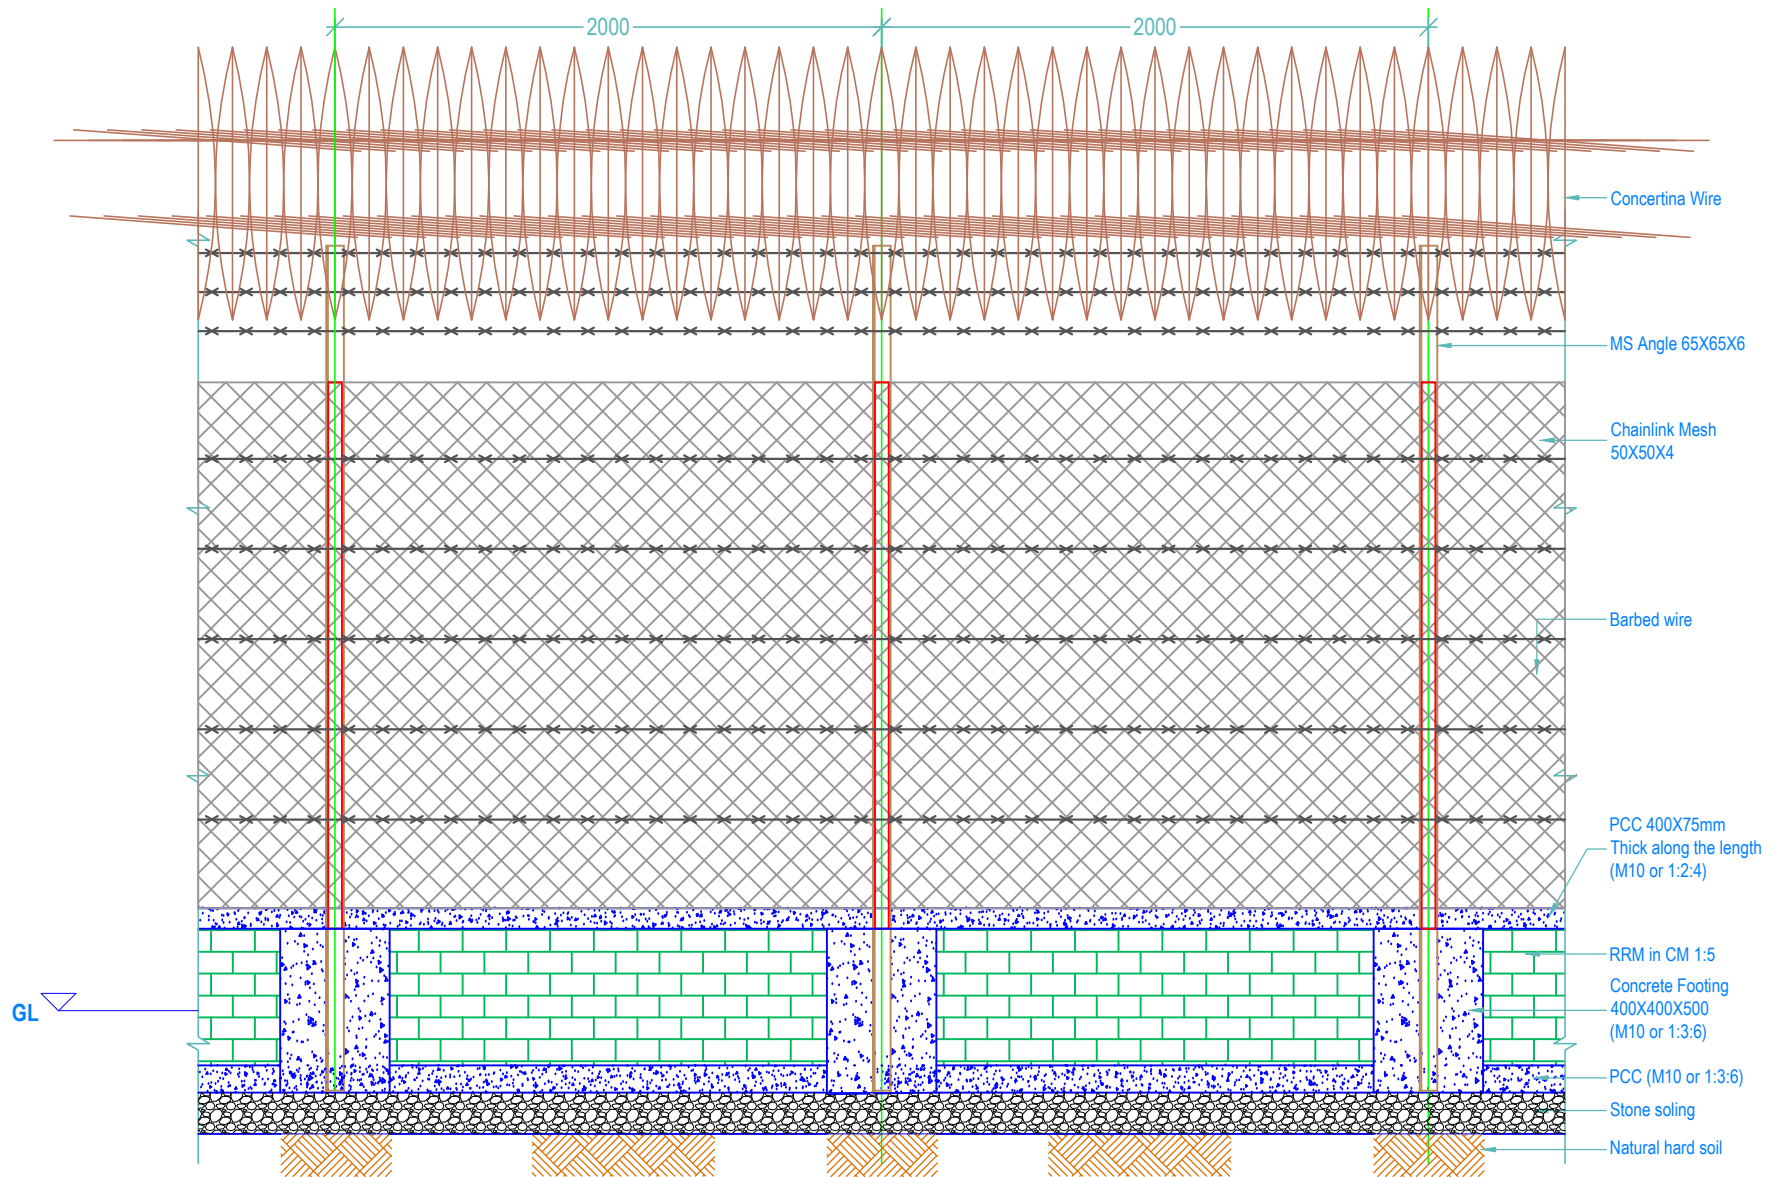 2000
2000
Concertina Wire
MS Angle 65X65X6
Chainlink Mesh
50X50X4
Barbed wire
PCC 400X75mm
Thick along the length
(M10 or 1:2:4)
RRM in CM 1:5
Concrete Footing
400X400X500
(M10 or 1:3:6)
GL
PCC (M10 or 1:3:6)
Stone soling
Natural hard soil